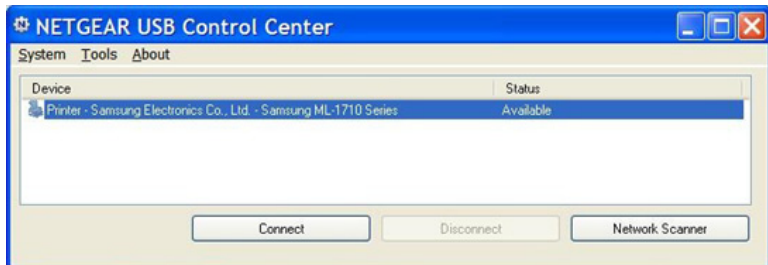 NETGEAR USB Control Center
System Tools About
Device Status
Printer - Samsung Electronics Co., Ltd. - Samsung ML-1710 Series Available
Connect Disconnect Network Scanner